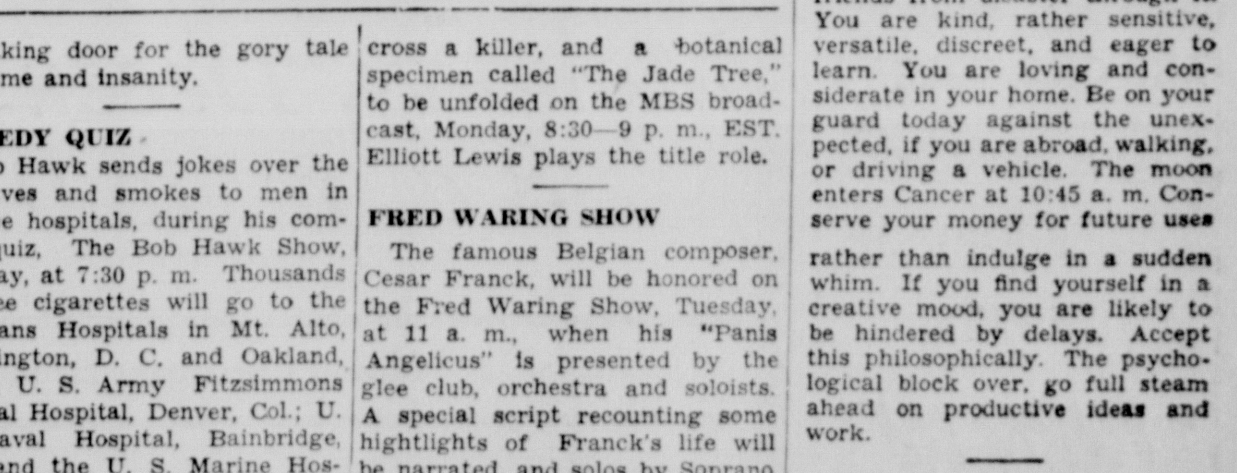 king door for the gory tale
me and insanity.
EDY QUIZ
Hawk sends jokes over the
ves and smokes to men in
e hospitals, during his com-
uiz, The Bob Hawk Show,
ay, at 7:30 p. m. Thousands
ee cigarettes will go to the
ans Hospitals in Mt. Alto,
ington, D. C. and Oakland,
U. S. Army Fitzsimmons
al Hospital, Denver, Col.; U.
aval Hospital, Bainbridge,
and the U. S. Marine Hos-
cross a killer, and a botanical
specimen called "The Jade Tree,"
to be unfolded on the MBS broad-
cast, Monday, 8:30—9 p. m., EST.
Elliott Lewis plays the title role.
FRED WARING SHOW
The famous Belgian composer,
Cesar Franck, will be honored on
the Fred Waring Show, Tuesday,
at 11 a. m., when his "Panis
Angelicus" is presented by the
glee club, orchestra and soloists.
A special script recounting some
hightlights of Franck's life will
be narrated, and solos by Soprano
You are kind, rather sensitive,
versatile, discreet, and eager to
learn. You are loving and con-
siderate in your home. Be on your
guard today against the unex-
pected, if you are abroad, walking,
or driving a vehicle. The moon
enters Cancer at 10:45 a. m. Con-
serve your money for future uses
rather than indulge in a sudden
whim. If you find yourself in a
creative mood, you are likely to
be hindered by delays. Accept
this philosophically. The psycho-
logical block over, go full steam
ahead on productive ideas and
work.